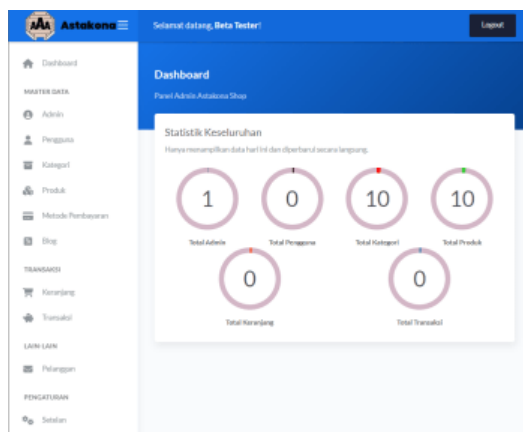 Astakona
Selamat datang, Beta Tester!
Logout
Dashboard
MASTER DATA
Admin
Pengguna
Kategori
Produk
Metode Pembayaran
Blog
TRANSAKSI
Keranjang
Transaksi
LAIN-LAIN
Pelanggan
PENGATURAN
Setelan
Dashboard
Panel Admin Astakona Shop
Statistik Keseluruhan
Hanya menampilkan data hari ini dan diperbarui secara langsung.
1
Total Admin
0
Total Pengguna
10
Total Kategori
10
Total Produk
0
Total Keranjang
0
Total Transaksi